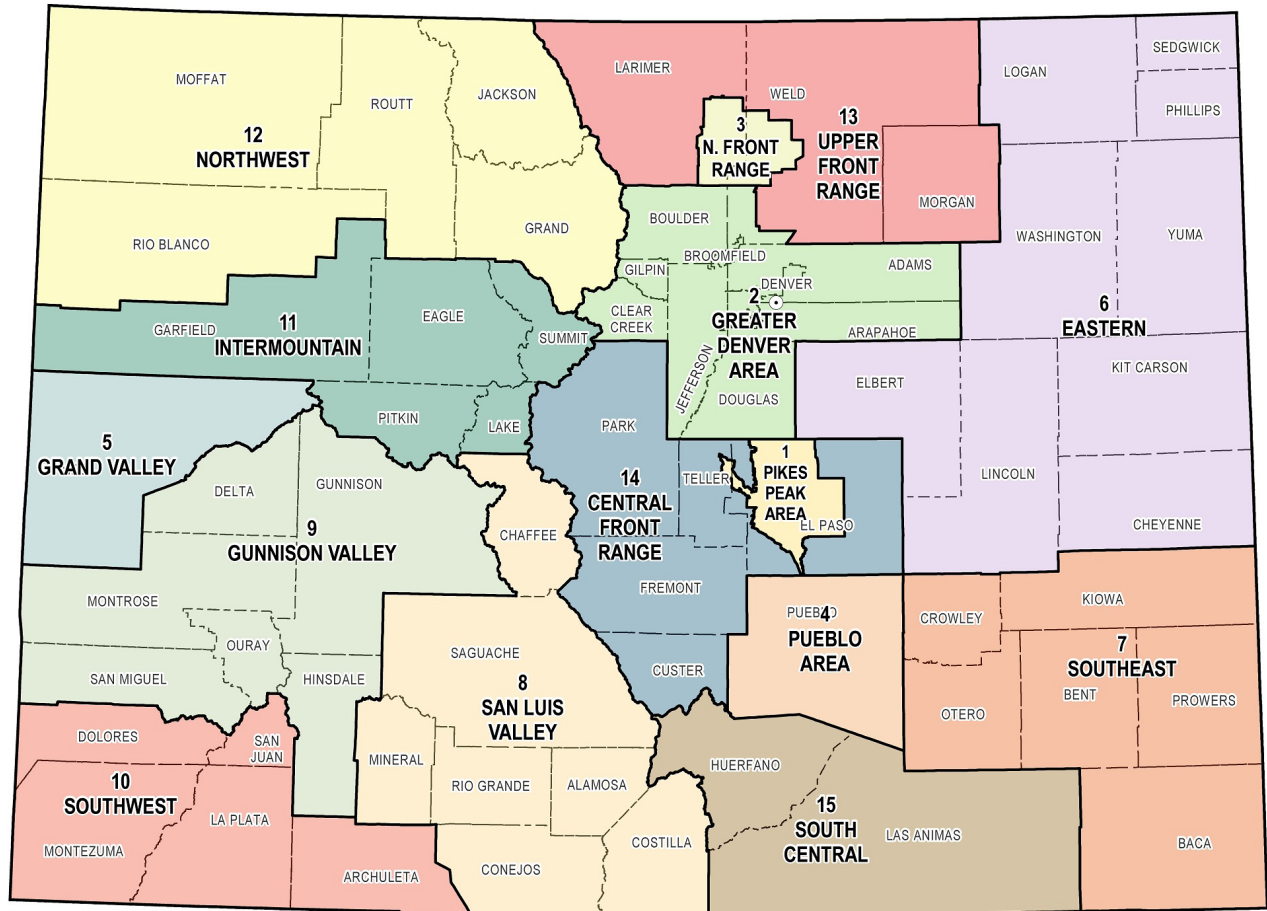 MOFFAT
ROUTT
JACKSON
LARIMER
WELD
LOGAN
SEDGWICK
PHILLIPS
12
NORTHWEST
3
N. FRONT
RANGE
13
UPPER
FRONT
RANGE
MORGAN
RIO BLANCO
GRAND
BOULDER
BROOMFIELD
GILPIN
ADAMS
DENVER
WASHINGTON
YUMA
CLEAR
CREEK
2
GREATER
DENVER
AREA
ARAPAHOE
6
EASTERN
GARFIELD
11
INTERMOUNTAIN
EAGLE
SUMMIT
JEFFERSON
DOUGLAS
ELBERT
KIT CARSON
5
GRAND VALLEY
PITKIN
LAKE
PARK
14
CENTRAL
FRONT
RANGE
TELLER
1
PIKES
PEAK
AREA
EL PASO
LINCOLN
CHEYENNE
DELTA
GUNNISON
9
GUNNISON VALLEY
CHAFFEE
MONTROSE
FREMONT
OURAY
PUEBLO
4
PUEBLO
AREA
CROWLEY
KIOWA
7
SOUTHEAST
SAN MIGUEL
HINSDALE
SAGUACHE
8
SAN LUIS
VALLEY
CUSTER
OTERO
BENT
PROWERS
DOLORES
SAN
JUAN
10
SOUTHWEST
MINERAL
RIO GRANDE
ALAMOSA
HUERFANO
15
SOUTH
CENTRAL
LAS ANIMAS
LA PLATA
MONTEZUMA
ARCHULETA
CONEJOS
COSTILLA
BACA